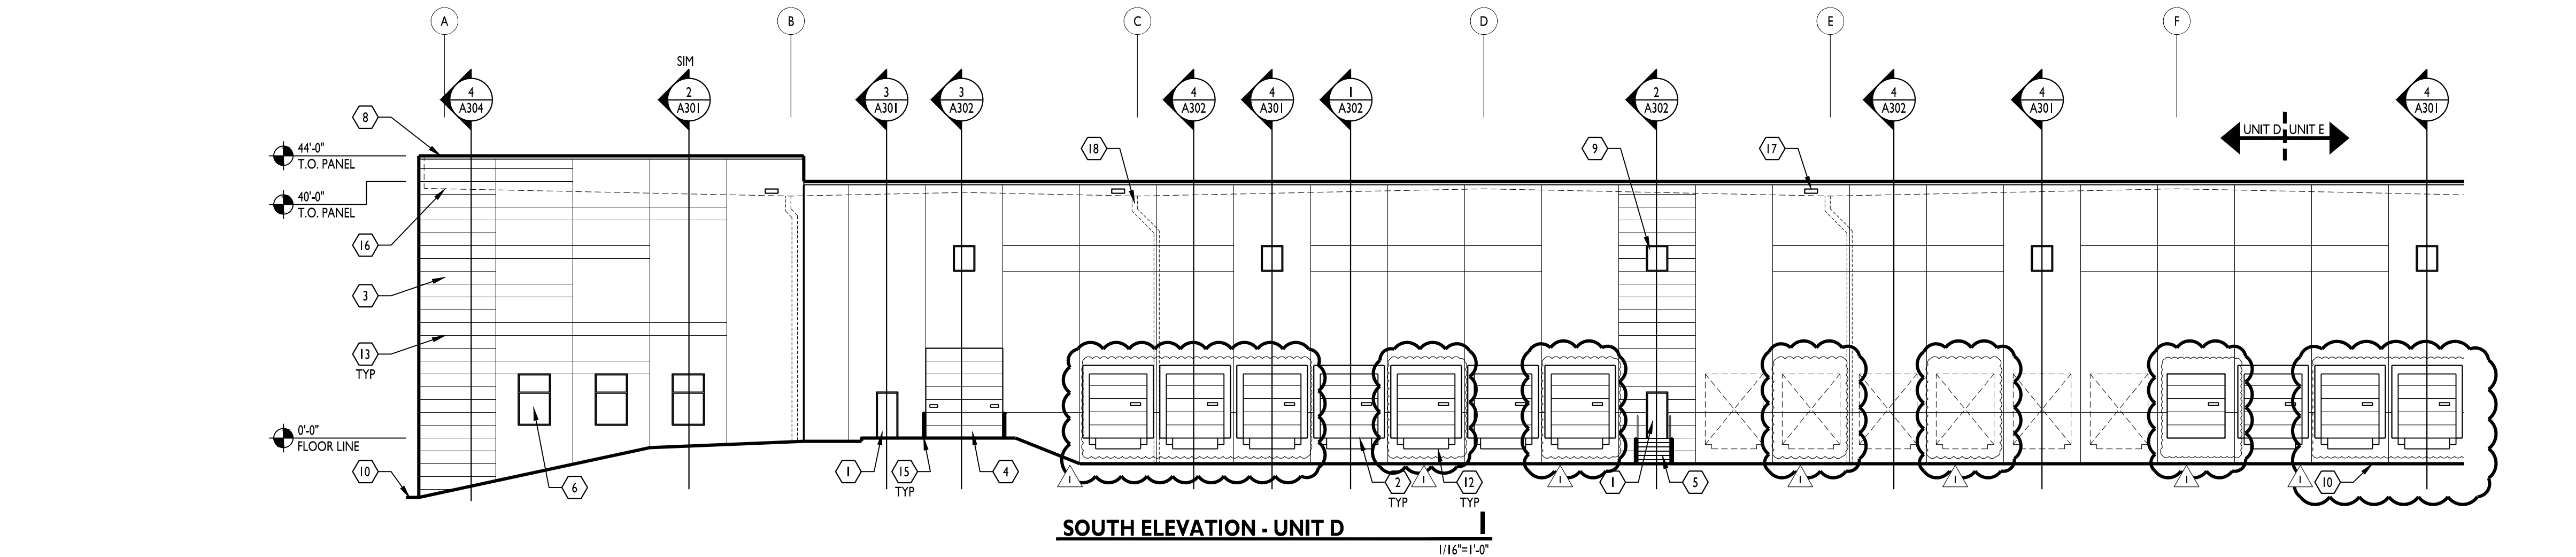 A
B
C
D
E
F
SIM
4
A304
2
A301
3
A301
3
A302
4
A302
4
A301
1
A302
2
A302
4
A302
4
A301
4
A301
8
UNIT D
UNIT E
44'-0"
T.O. PANEL
18
9
17
40'-0"
T.O. PANEL
16
3
13
TYP
0'-0"
FLOOR LINE
10
6
1
15
TYP
4
1
2
TYP
1
12
TYP
1
1
5
1
1
1
1
10
SOUTH ELEVATION - UNIT D
1
1/16"=1'-0"